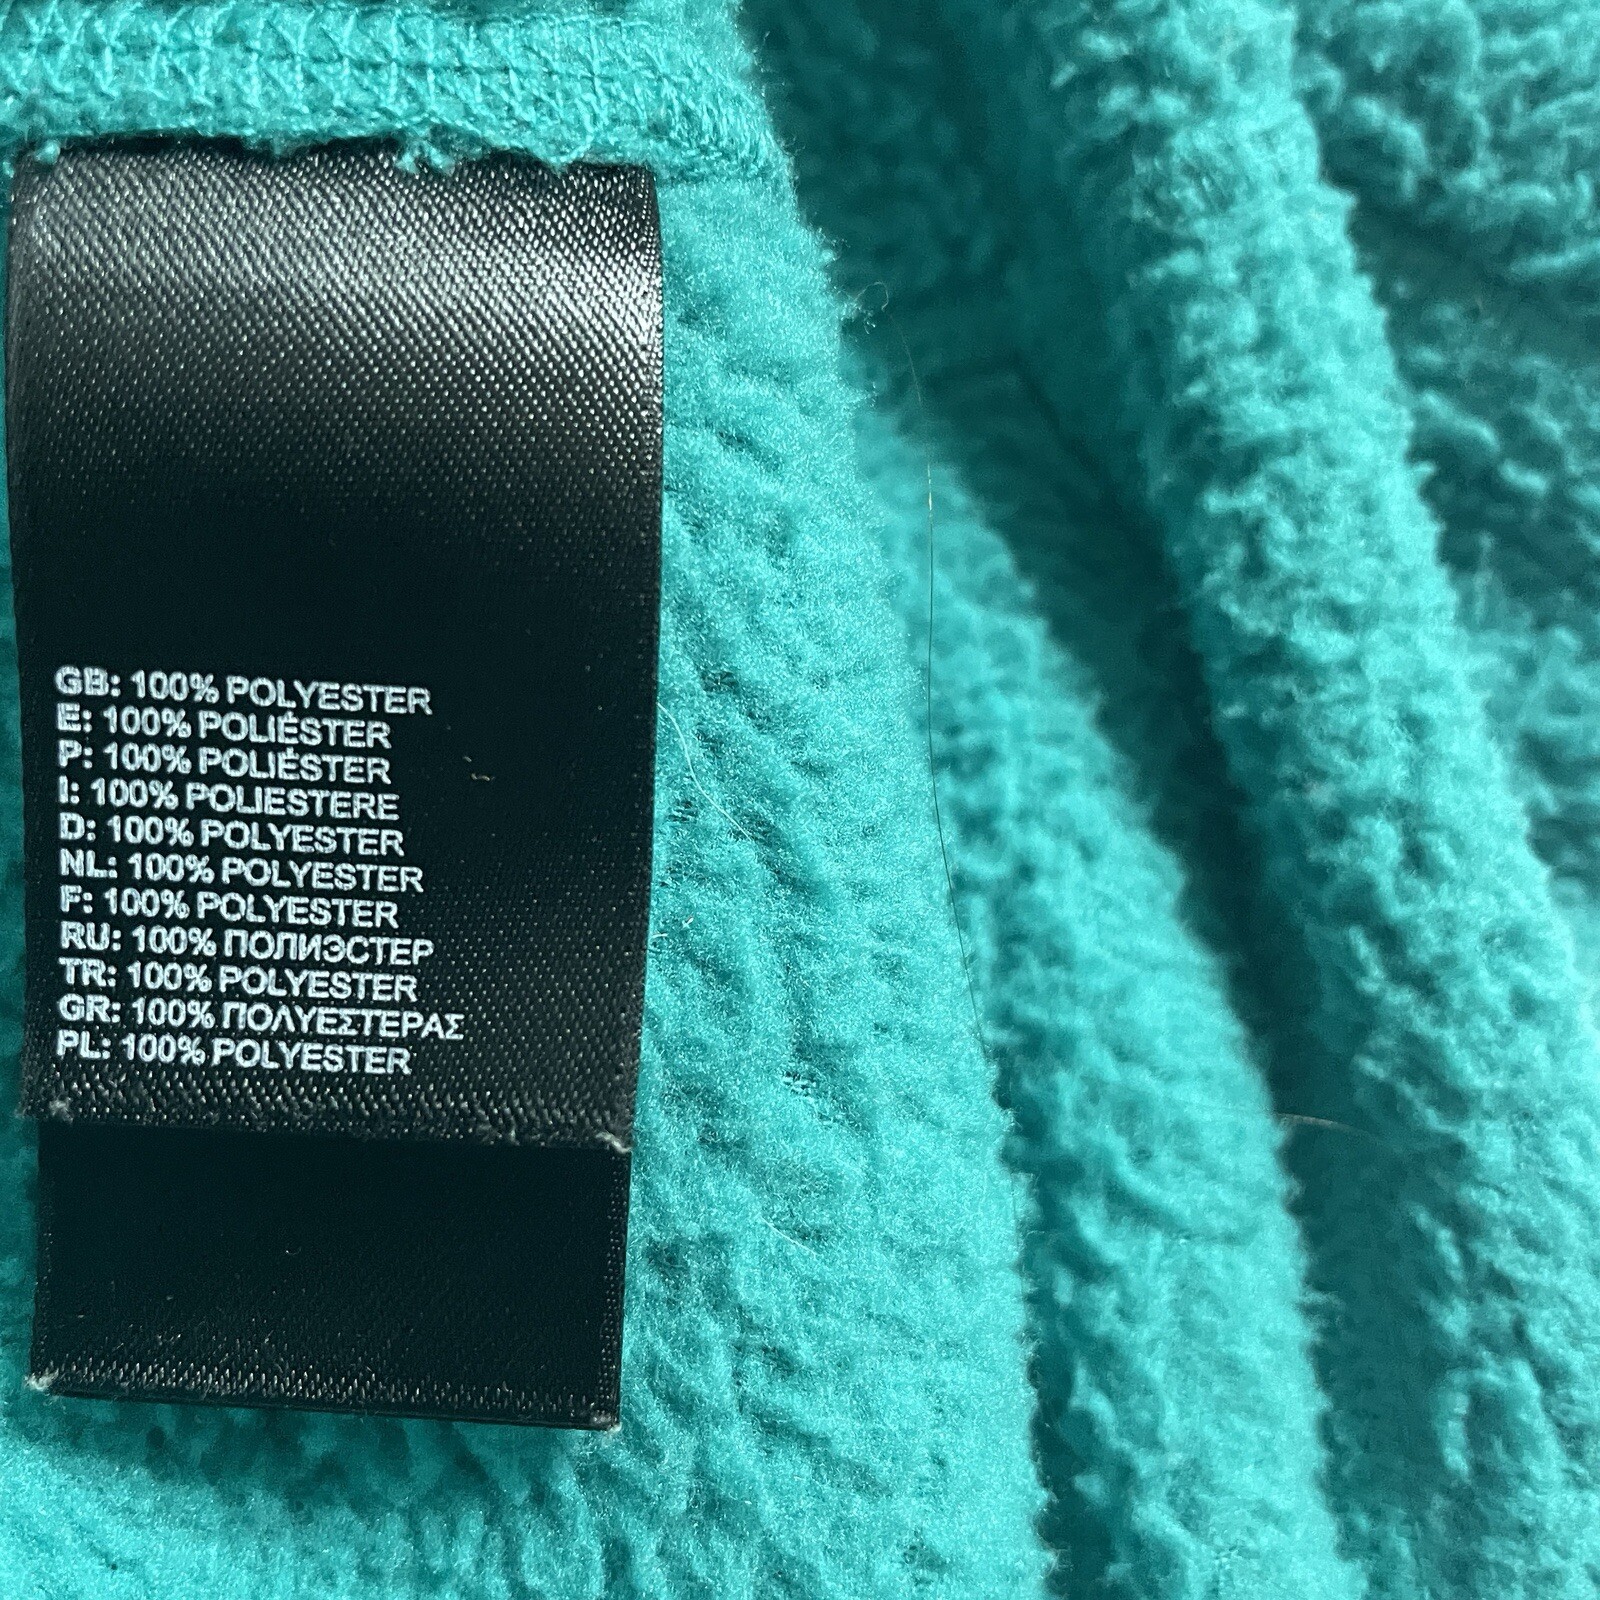 GB: 100% POLYESTER
E: 100% POLIÉSTER
P: 100% POLIÉSTER
I: 100% POLIESTERE
D: 100% POLYESTER
NL: 100% POLYESTER
F: 100% POLYESTER
RU: 100% ПОЛИЭСТЕР
TR: 100% POLYESTER
GR: 100% ΠΟΛΥΕΣΤΕΡΑΣ
PL: 100% POLYESTER